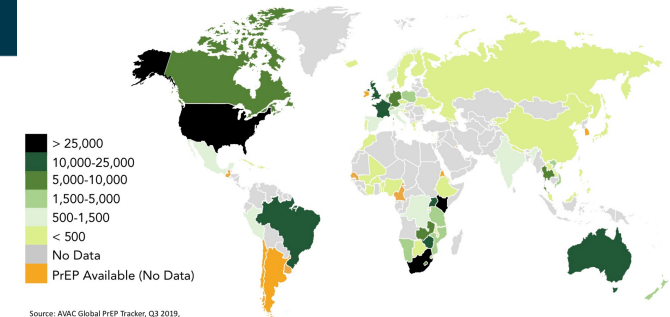 > 25,000
10,000-25,000
5,000-10,000
1,500-5,000
500-1,500
< 500
No Data
PrEP Available (No Data)
Source: AVAC Global PrEP Tracker, Q3 2019,